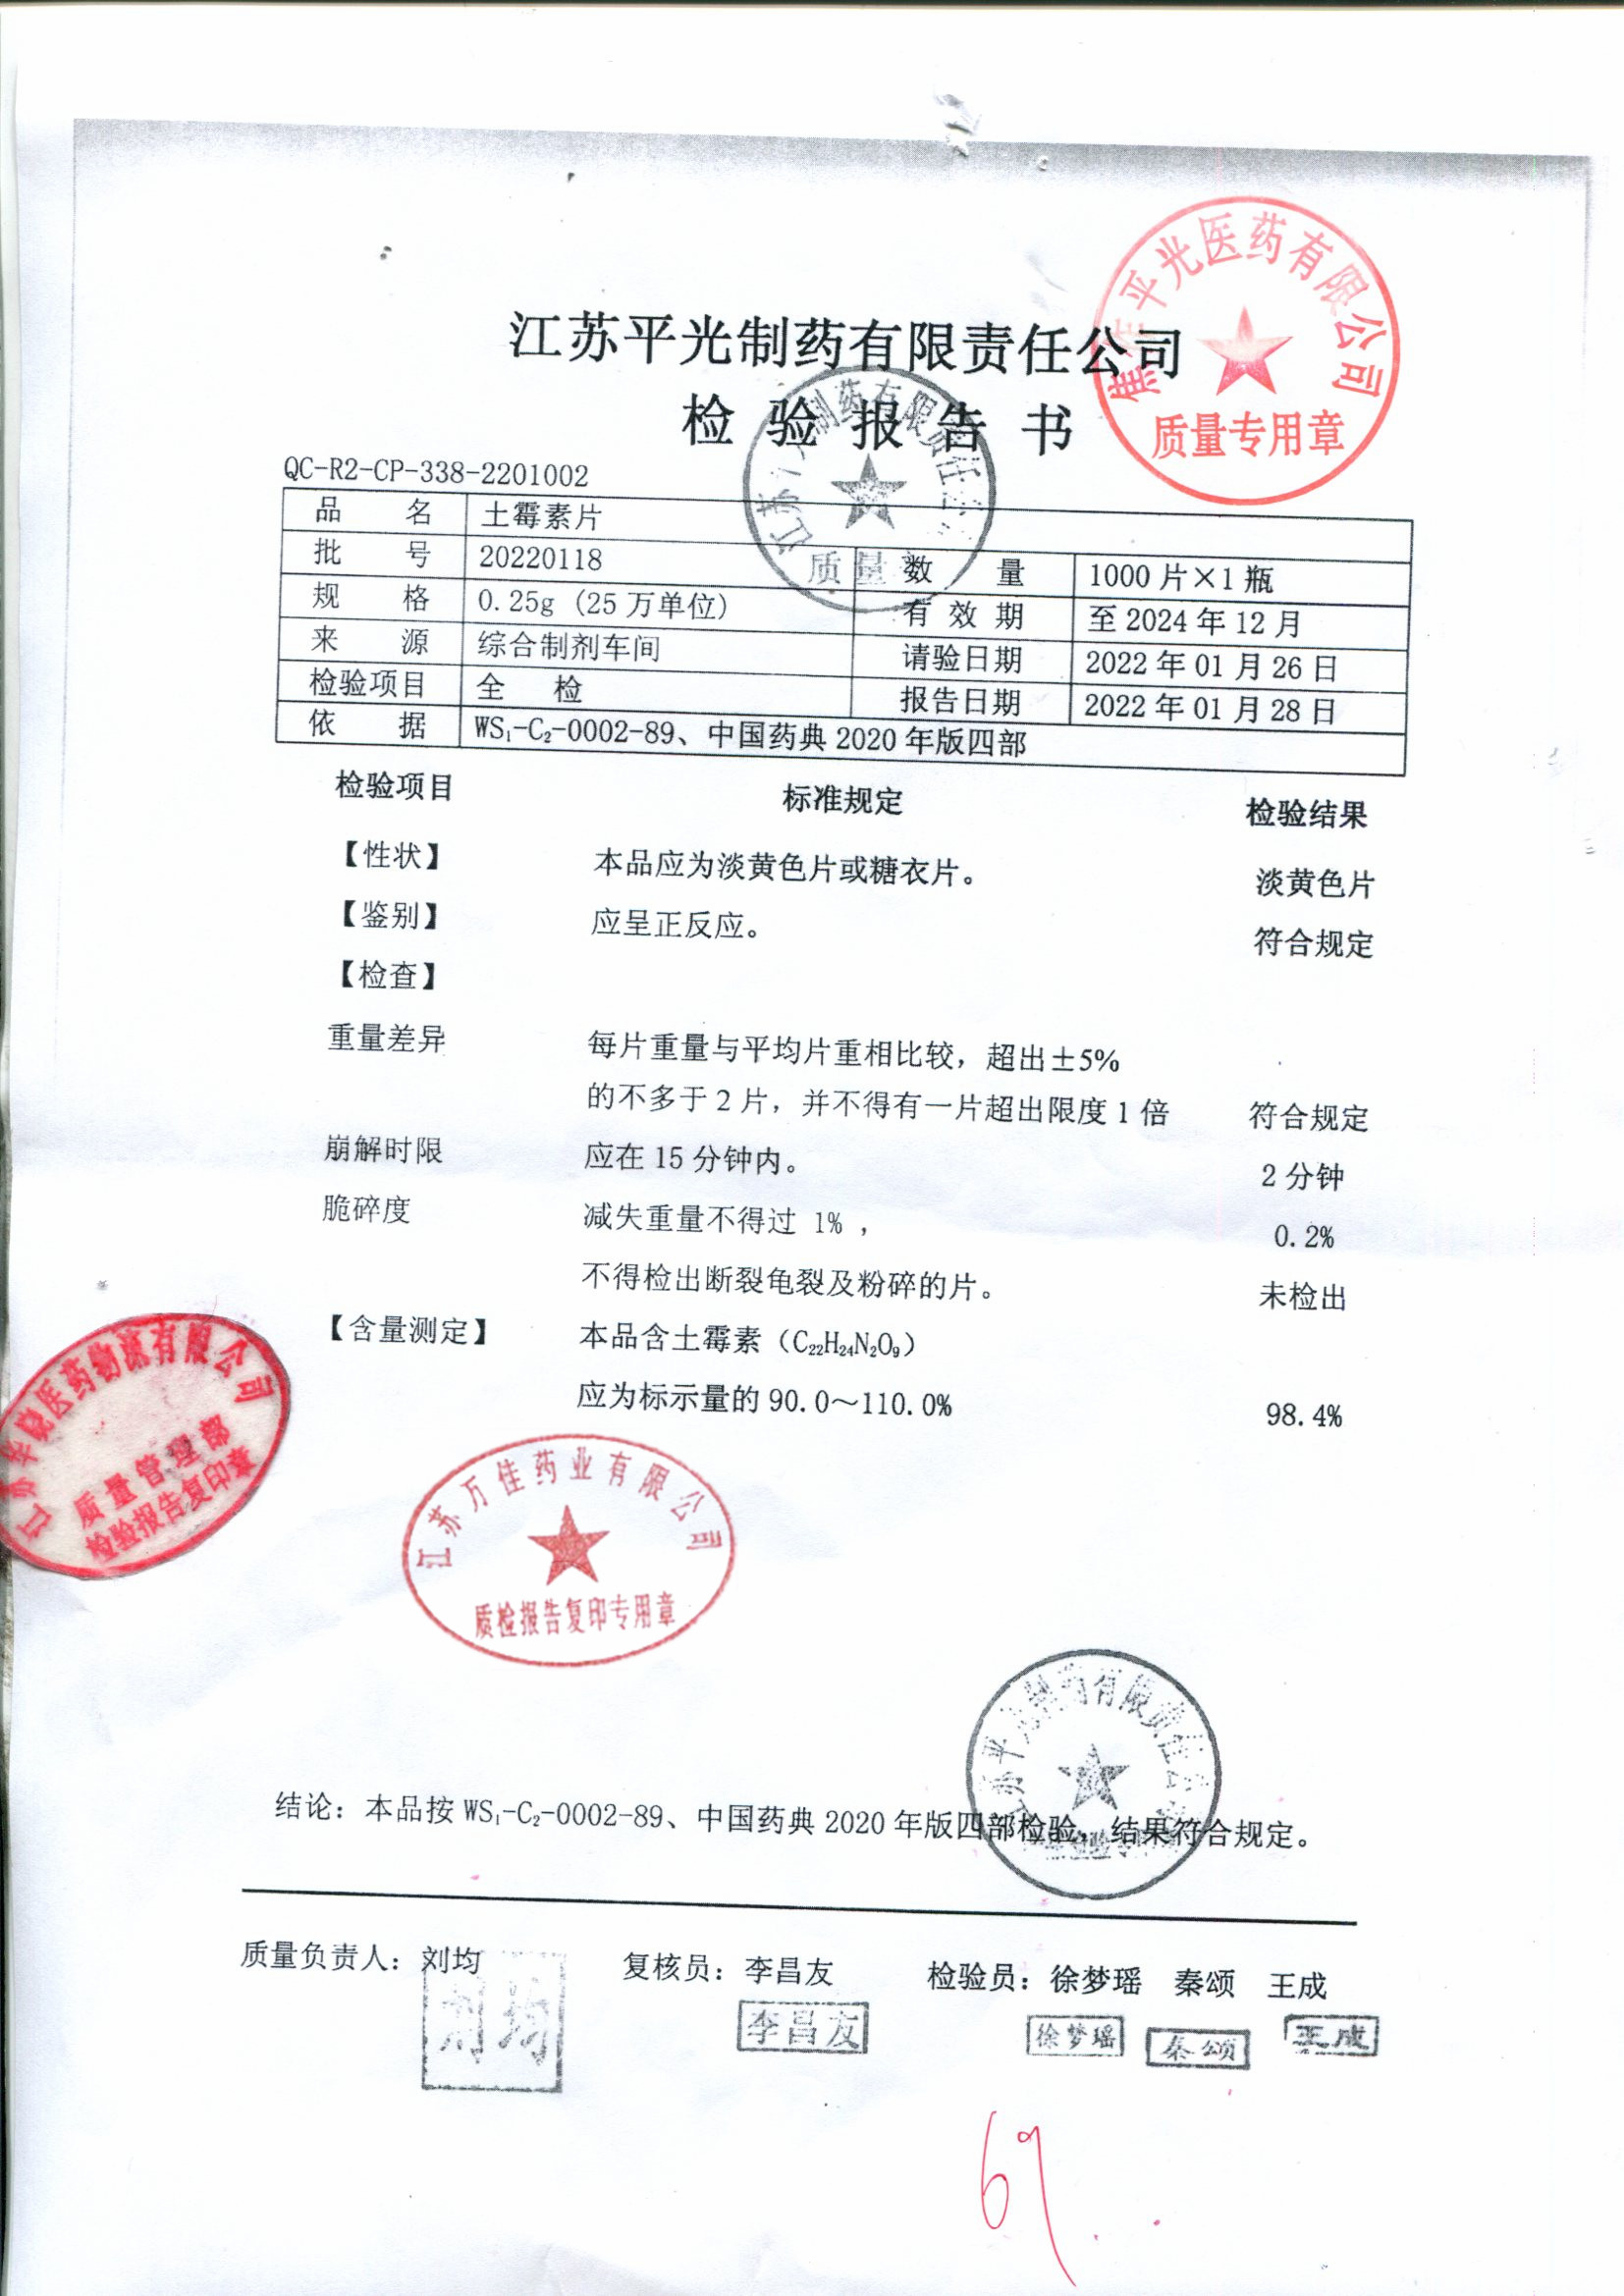 江苏平光制药有限责任公司
检验报告书
QC-R2-CP-338-2201002
品名 土霉素片
批号 20220118 数量 1000片×1瓶
规格 0.25g (25万单位) 有效期 至2024年12月
来源 综合制剂车间 请验日期 2022年01月26日
检验项目 全检 报告日期 2022年01月28日
依据 WS₁-C₂-0002-89、中国药典2020年版四部
检验项目 标准规定 检验结果
【性状】 本品应为淡黄色片或糖衣片。 淡黄色片
【鉴别】 应呈正反应。 符合规定
【检查】
重量差异 每片重量与平均片重相比较，超出±5%
的不多于2片，并不得有一片超出限度1倍 符合规定
崩解时限 应在15分钟内。 2分钟
脆碎度 减失重量不得过 1%， 0.2%
不得检出断裂龟裂及粉碎的片。 未检出
【含量测定】 本品含土霉素（C₂₂H₂₄N₂O₉）
应为标示量的90.0～110.0% 98.4%
结论：本品按WS₁-C₂-0002-89、中国药典2020年版四部检验，结果符合规定。
质量负责人：刘均 复核员：李昌友 检验员：徐梦瑶 秦颂 王成
刘均 李昌友 徐梦瑶 秦颂 王成
焦作平光医药有限公司
质量专用章
质量管理部
检验报告复印章
江苏万佳药业有限公司
质检报告复印专用章
69